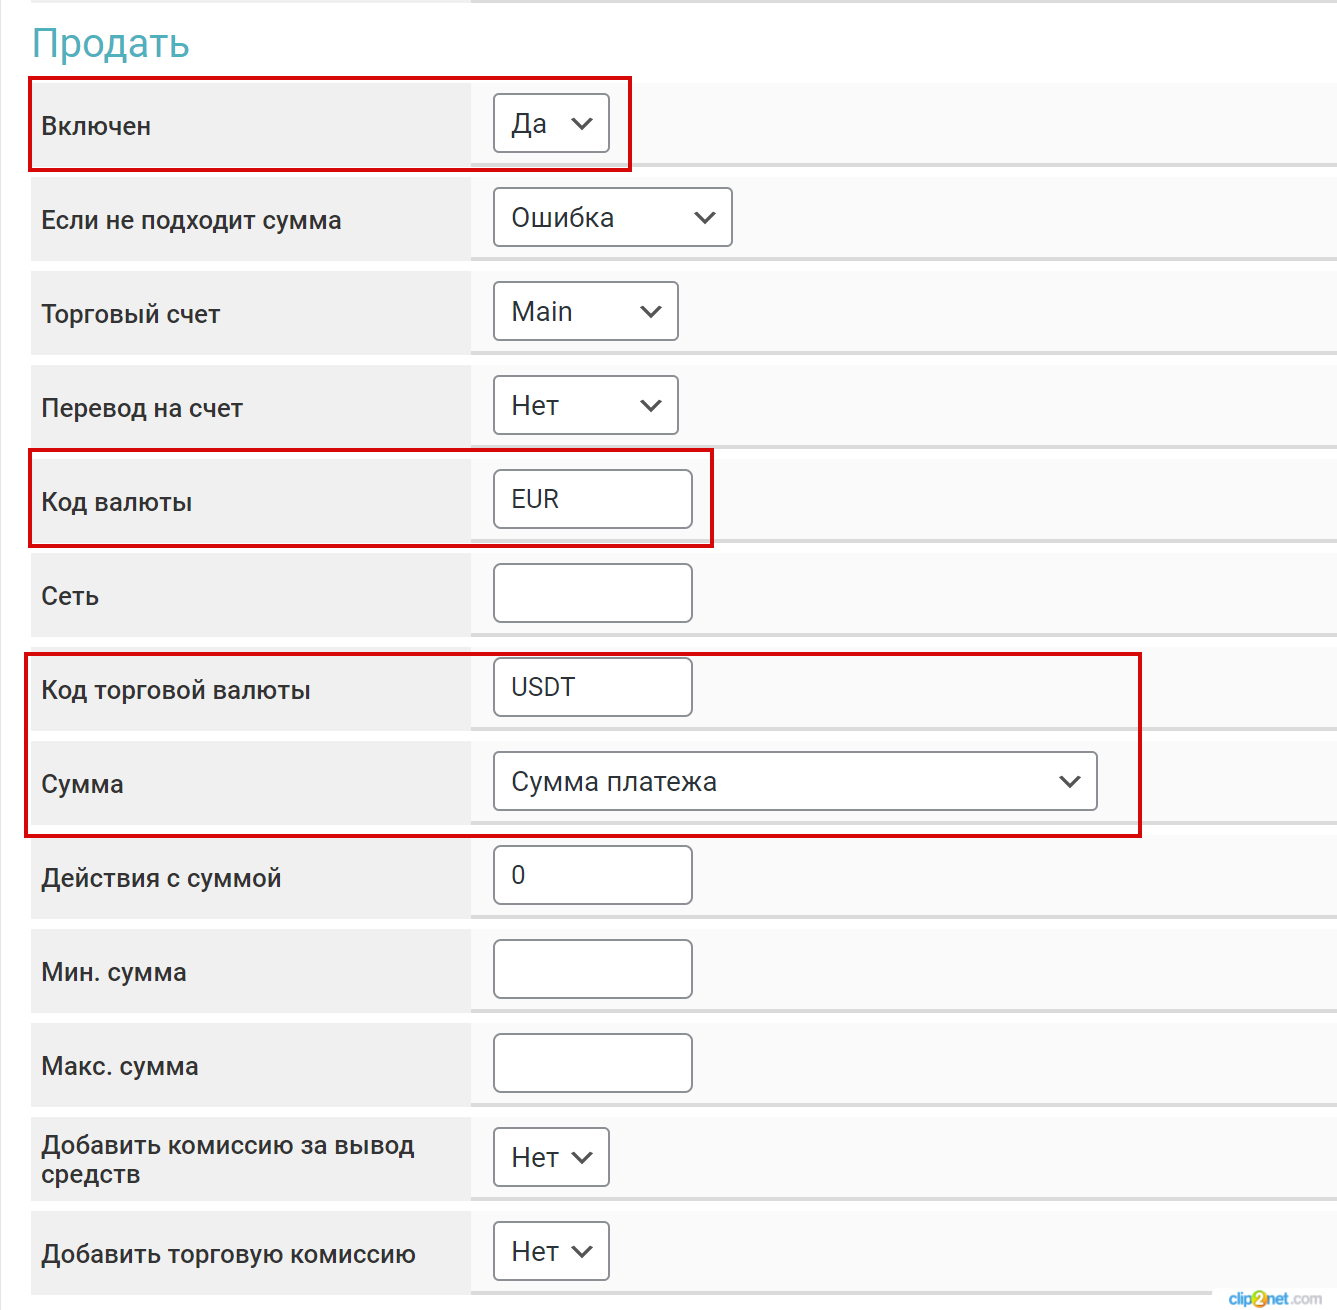 Продать
Включен
Да
Если не подходит сумма
Ошибка
Торговый счет
Main
Перевод на счет
Нет
Код валюты
EUR
Сеть
Код торговой валюты
USDT
Сумма
Сумма платежа
Действия с суммой
0
Мин. сумма
Макс. сумма
Добавить комиссию за вывод
средств
Нет
Добавить торговую комиссию
Нет
clip2net.com